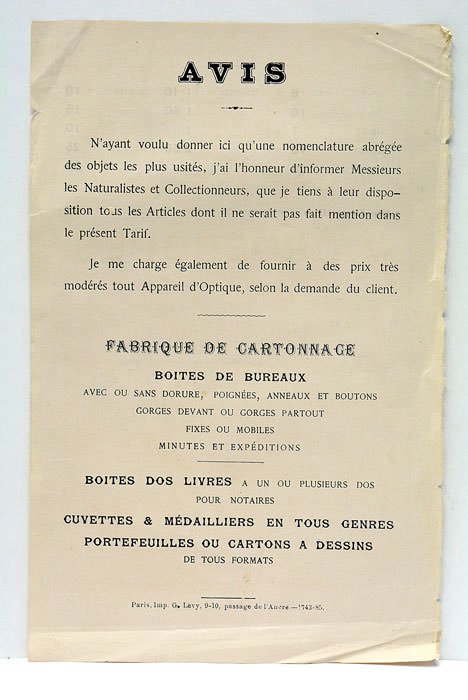 AVIS
N'ayant voulu donner ici qu'une nomenclature abrégée
des objets les plus usités, j'ai l'honneur d'informer Messieurs
les Naturalistes et Collectionneurs, que je tiens à leur dispo-
sition tous les Articles dont il ne serait pas fait mention dans
le présent Tarif.
Je me charge également de fournir à des prix très
modérés tout Appareil d'Optique, selon la demande du client.
FABRIQUE DE CARTONNAGE
BOITES DE BUREAUX
AVEC OU SANS DORURE, POIGNÉES, ANNEAUX ET BOUTONS
GORGES DEVANT OU GORGES PARTOUT
FIXES OU MOBILES
MINUTES ET EXPÉDITIONS
BOITES DOS LIVRES A UN OU PLUSIEURS DOS
POUR NOTAIRES
CUVETTES & MÉDAILLIERS EN TOUS GENRES
PORTEFEUILLES OU CARTONS A DESSINS
DE TOUS FORMATS
Paris, Imp. G. Lévy, 9-10, passage de l'Ancre — 1743-85.